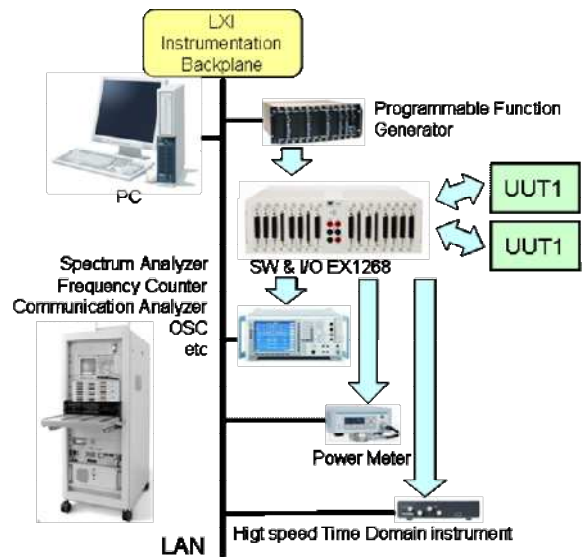 LXI
Instrumentation
Backplane
Programmable Function
Generator
PC
UUT1
UUT1
SW & I/O EX1268
Spectrum Analyzer
Frequency Counter
Communication Analyzer
OSC
etc
Power Meter
LAN
Higt speed Time Domain instrument